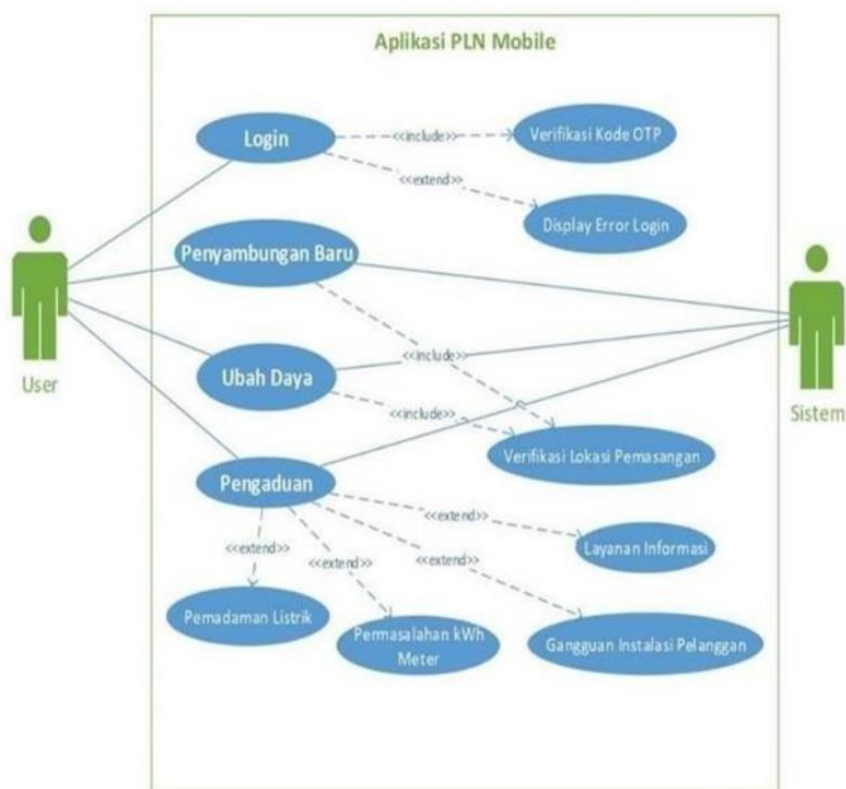 Aplikasi PLN Mobile
Login
<<include>>
Verifikasi Kode OTP
<<extend>>
Display Error Login
Penyambungan Baru
User
Ubah Daya
<<include>>
<<include>>
Sistem
Verifikasi Lokasi Pemasangan
Pengaduan
<<extend>>
Layanan Informasi
<<extend>>
<<extend>>
<<extend>>
Pemadaman Listrik
Permasalahan kWh
Meter
Gangguan Instalasi Pelanggan